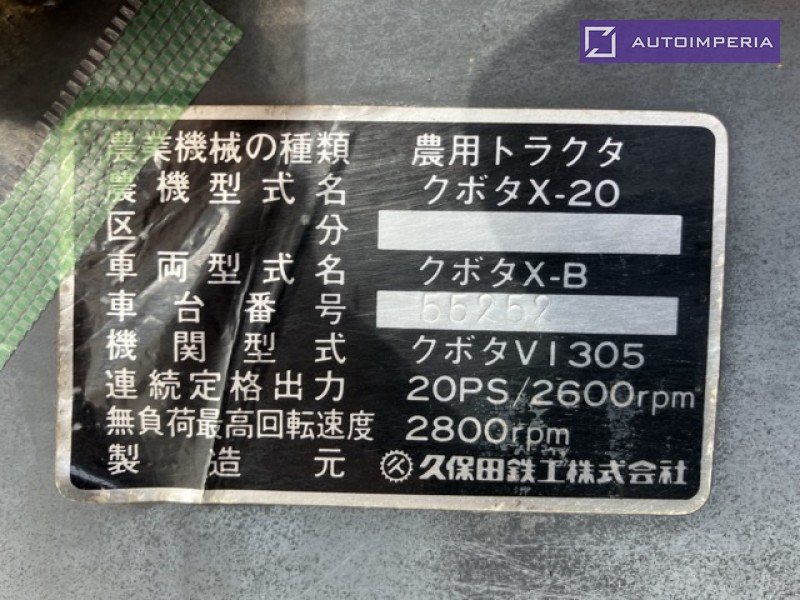 AUTOIMPERIA
農業機械の種類 農用トラクタ
農機型式名 クボタX-20
区分
車両型式名 クボタX-B
車台番号 55252
機関型式 クボタV1305
連続定格出力 20PS/2600rpm
無負荷最高回転速度 2800rpm
製造元 久保田鉄工株式会社